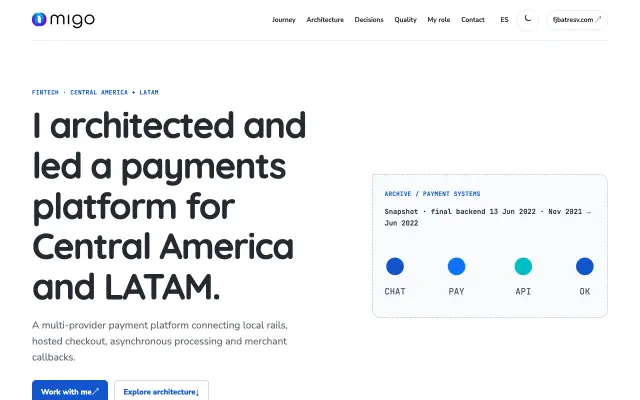 migo
Journey Architecture Decisions Quality My role Contact ES fjbatresv.com↗
FINTECH · CENTRAL AMERICA + LATAM
I architected and
led a payments
platform for
Central America
and LATAM.
A multi-provider payment platform connecting local rails,
hosted checkout, asynchronous processing and merchant
callbacks.
Work with me↗ Explore architecture↓
ARCHIVE / PAYMENT SYSTEMS
Snapshot · final backend 13 Jun 2022 · Nov 2021 →
Jun 2022
CHAT PAY API OK